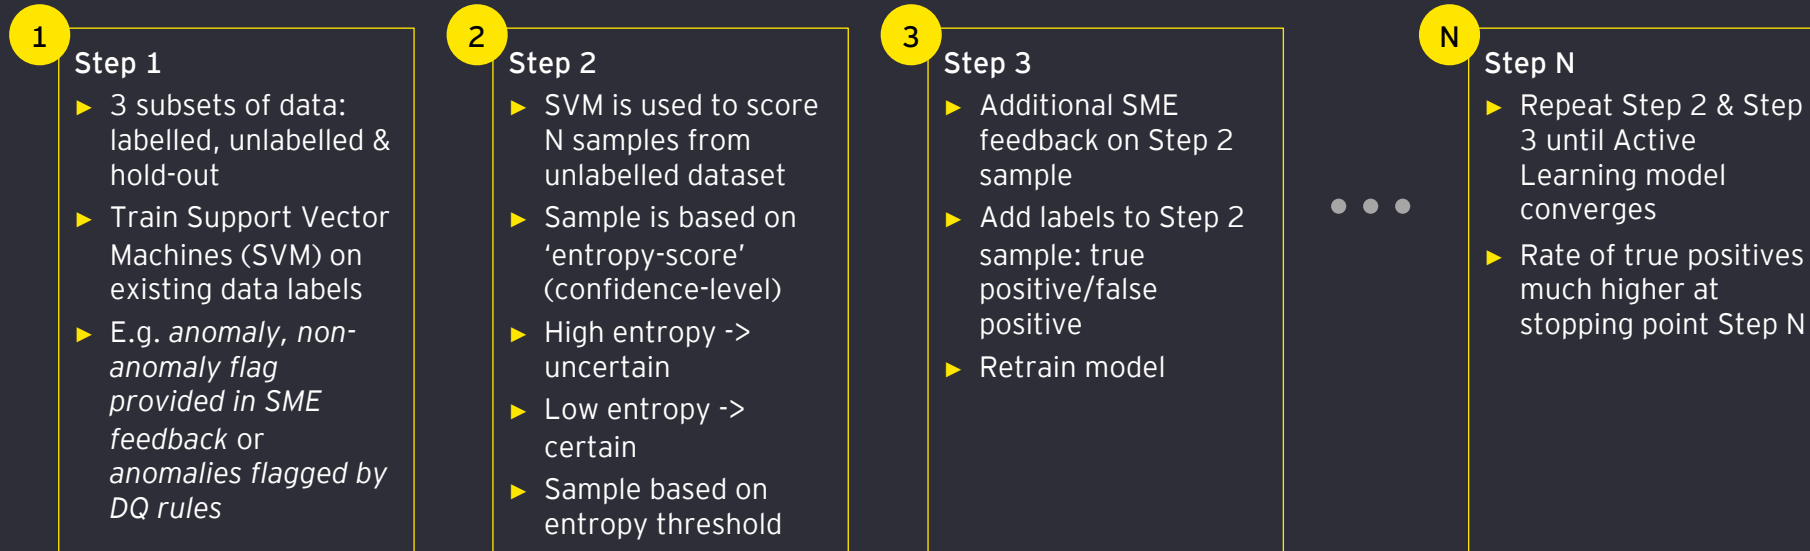 1
Step 1
► 3 subsets of data:
labelled, unlabelled &
hold-out
► Train Support Vector
Machines (SVM) on
existing data labels
► E.g. anomaly, non-
anomaly flag
provided in SME
feedback or
anomalies flagged by
DQ rules
2
Step 2
► SVM is used to score
N samples from
unlabelled dataset
► Sample is based on
‘entropy-score’
(confidence-level)
► High entropy ->
uncertain
► Low entropy ->
certain
► Sample based on
entropy threshold
3
Step 3
► Additional SME
feedback on Step 2
sample
► Add labels to Step 2
sample: true
positive/false
positive
► Retrain model
N
Step N
► Repeat Step 2 & Step
3 until Active
Learning model
converges
► Rate of true positives
much higher at
stopping point Step N